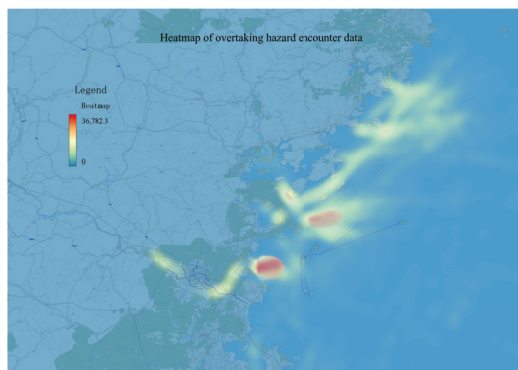 Heatmap of overtaking hazard encounter data
Legend
Heatmap
36,782.3
0